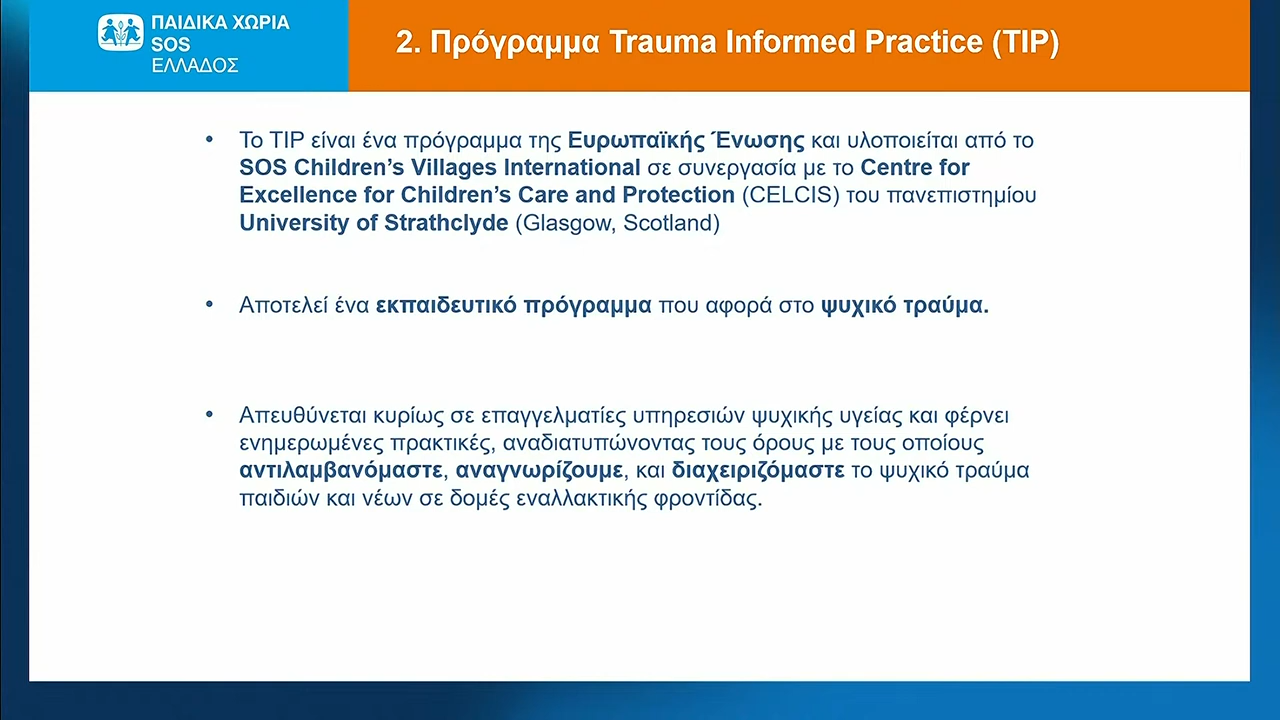 ΠΑΙΔΙΚΑ ΧΩΡΙΑ
SOS
ΕΛΛΑΔΟΣ
2. Πρόγραμμα Trauma Informed Practice (TIP)
• Το TIP είναι ένα πρόγραμμα της Ευρωπαϊκής Ένωσης και υλοποιείται από το
SOS Children’s Villages International σε συνεργασία με το Centre for
Excellence for Children’s Care and Protection (CELCIS) του πανεπιστημίου
University of Strathclyde (Glasgow, Scotland)
• Αποτελεί ένα εκπαιδευτικό πρόγραμμα που αφορά στο ψυχικό τραύμα.
• Απευθύνεται κυρίως σε επαγγελματίες υπηρεσιών ψυχικής υγείας και φέρνει
ενημερωμένες πρακτικές, αναδιατυπώνοντας τους όρους με τους οποίους
αντιλαμβανόμαστε, αναγνωρίζουμε, και διαχειριζόμαστε το ψυχικό τραύμα
παιδιών και νέων σε δομές εναλλακτικής φροντίδας.